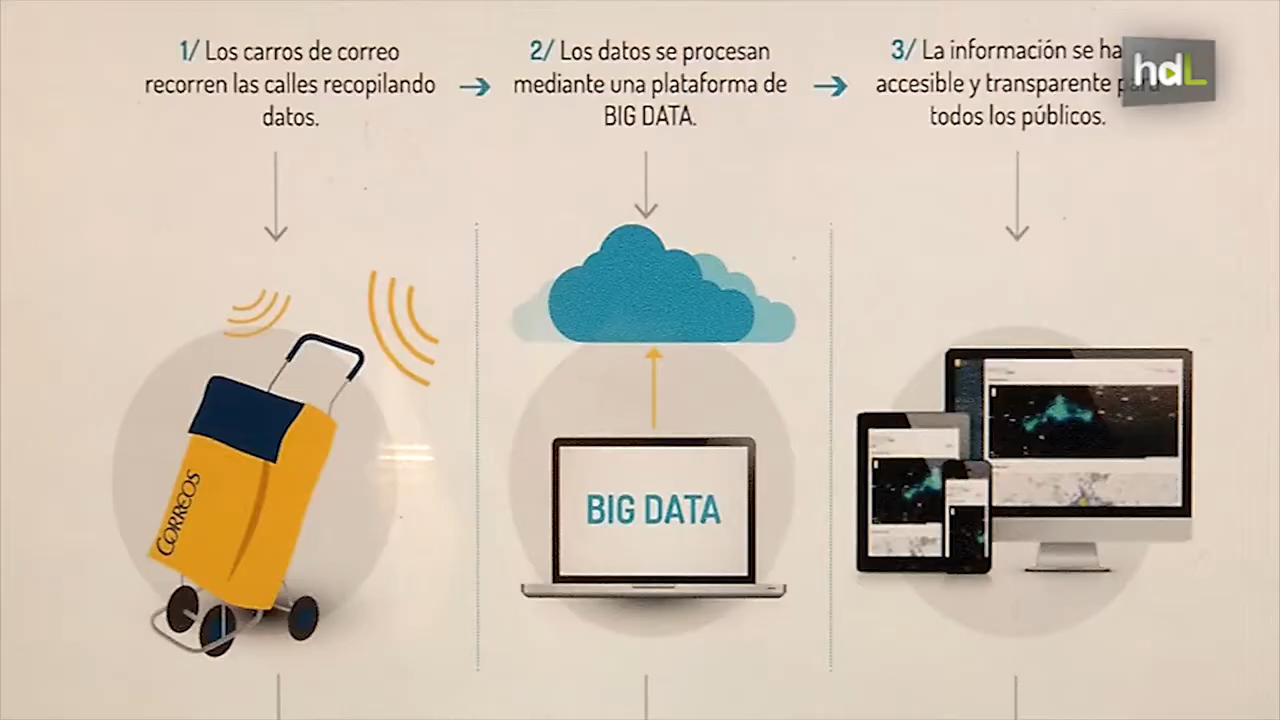 1/ Los carros de correo
recorren las calles recopilando
datos.
2/ Los datos se procesan
mediante una plataforma de
BIG DATA.
3/ La información se
accesible y transparente
todos los públicos.
hdL
CORREOS
BIG DATA